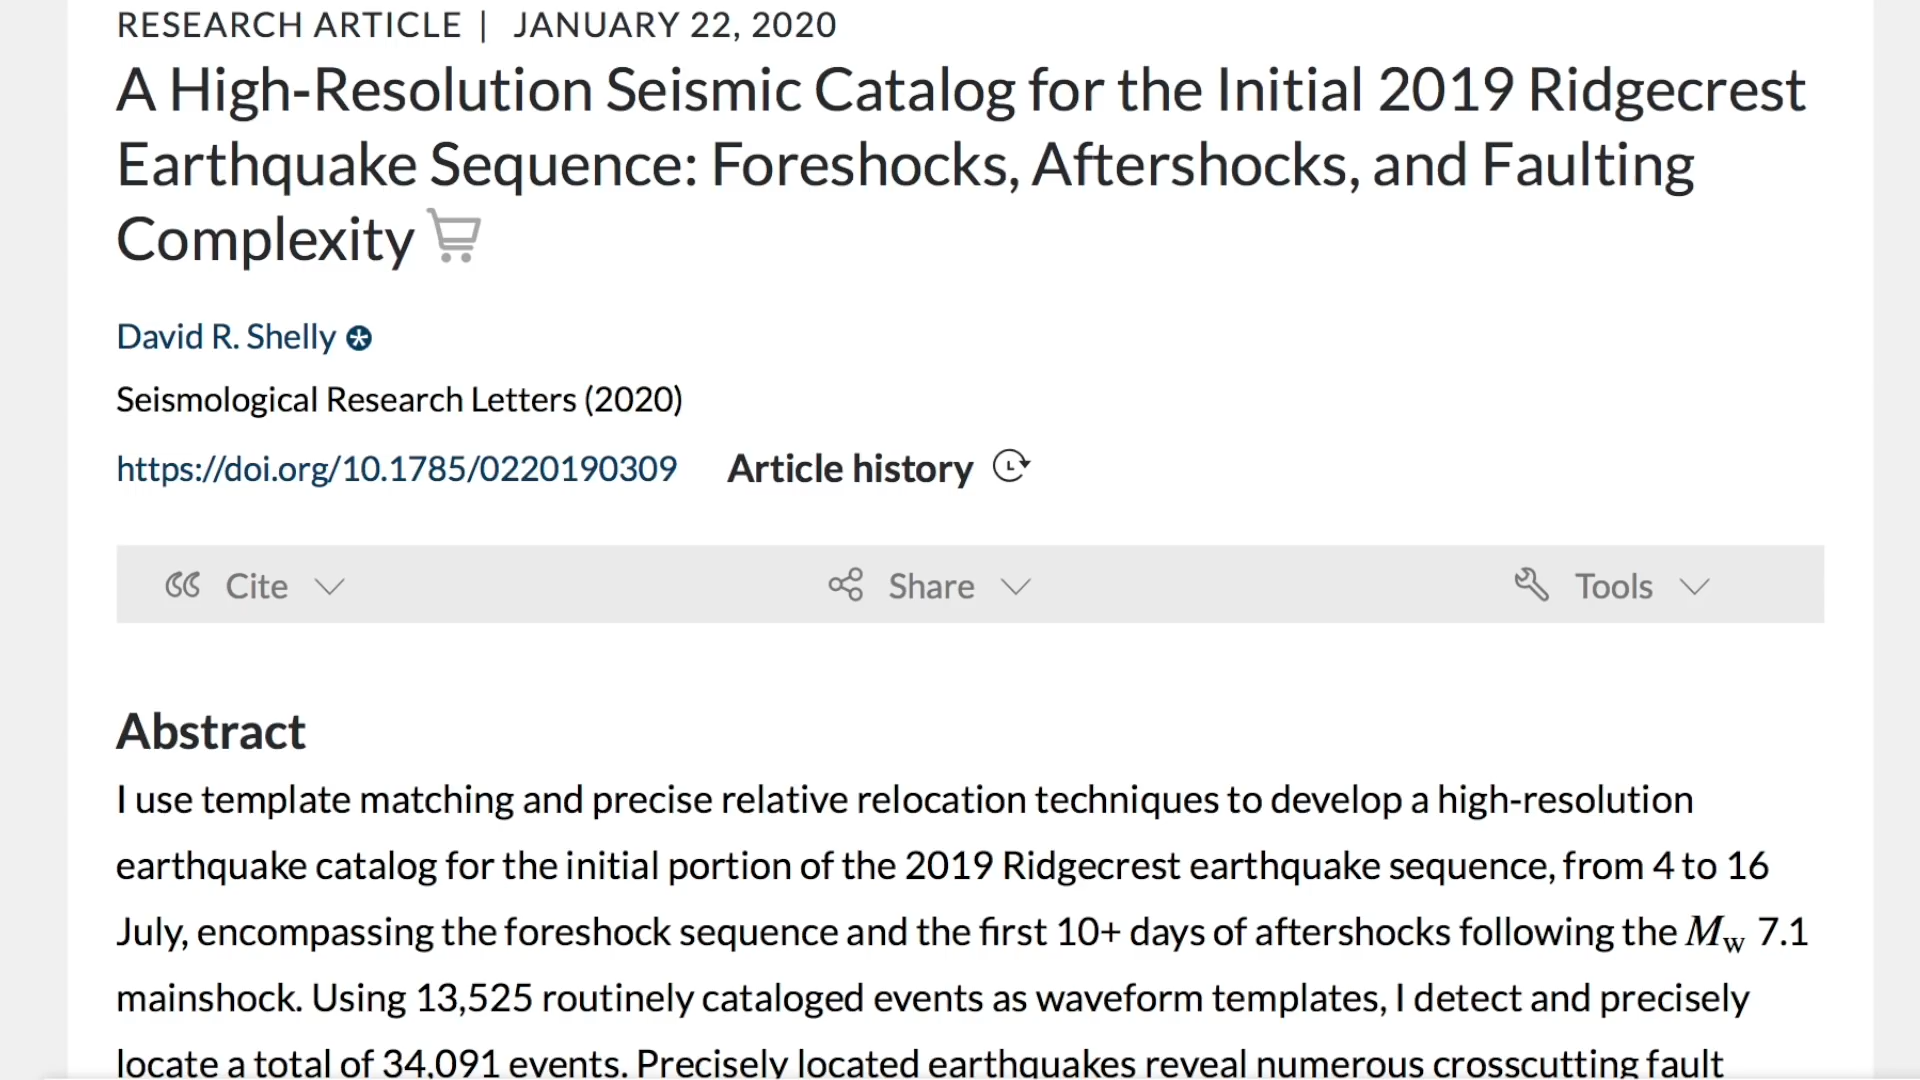 RESEARCH ARTICLE | JANUARY 22, 2020
A High-Resolution Seismic Catalog for the Initial 2019 Ridgecrest
Earthquake Sequence: Foreshocks, Aftershocks, and Faulting
Complexity
David R. Shelly
Seismological Research Letters (2020)
https://doi.org/10.1785/0220190309 Article history
Cite Share Tools
Abstract
I use template matching and precise relative relocation techniques to develop a high-resolution
earthquake catalog for the initial portion of the 2019 Ridgecrest earthquake sequence, from 4 to 16
July, encompassing the foreshock sequence and the first 10+ days of aftershocks following the Mw 7.1
mainshock. Using 13,525 routinely cataloged events as waveform templates, I detect and precisely
locate a total of 34,091 events. Precisely located earthquakes reveal numerous crosscutting fault